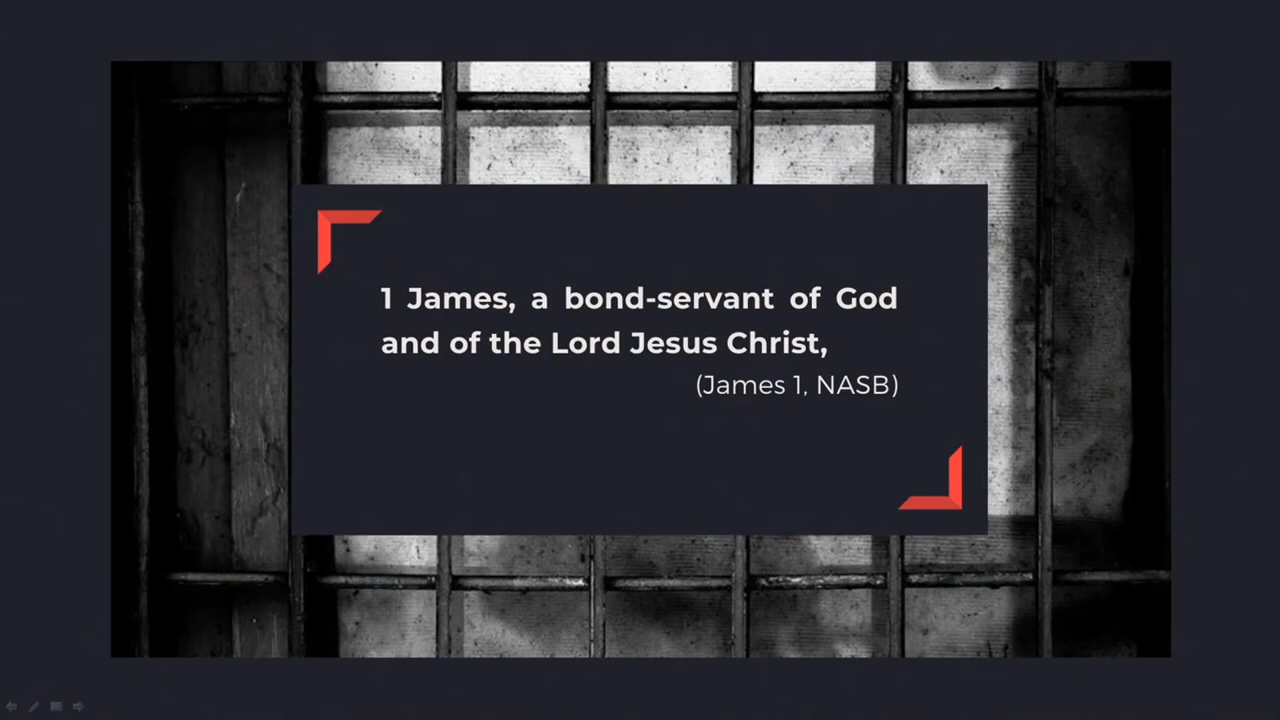 1 James, a bond-servant of God
and of the Lord Jesus Christ,
(James 1, NASB)